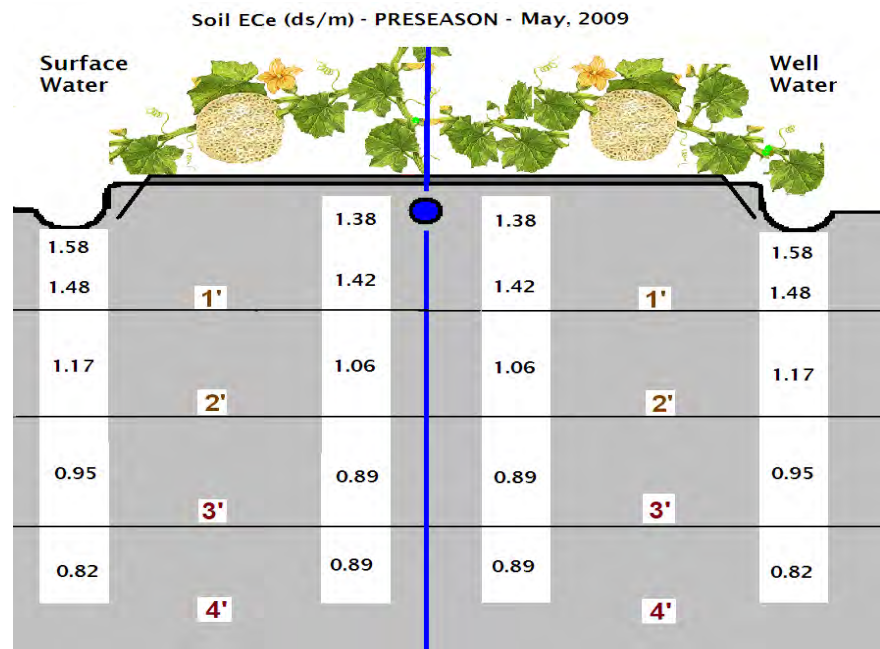 Soil ECe (ds/m) - PRESEASON - May, 2009
Surface
Water
Well
Water
1.38 1.38
1.58 1.58
1.42 1.42
1.48 1' 1' 1.48
1.17 1.06 1.06 1.17
2' 2'
0.95 0.89 0.89 0.95
3' 3'
0.82 0.89 0.89 0.82
4' 4'